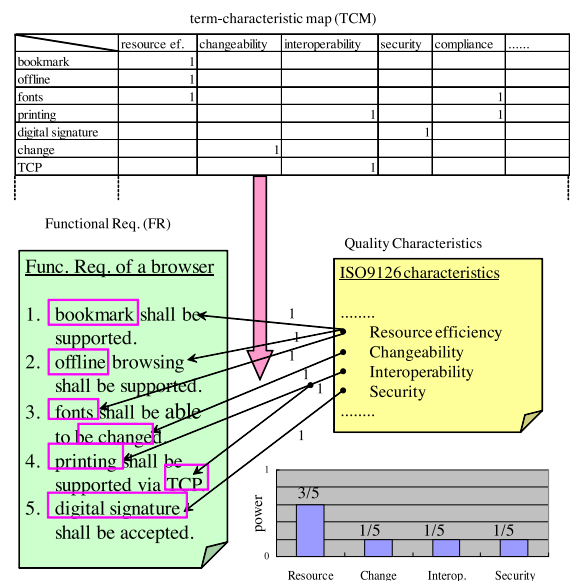 term-characteristic map (TCM)
resource ef. changeability interoperability security compliance ......
bookmark 1
offline 1
fonts 1 1
printing 1 1
digital signature 1
change 1
TCP 1
Functional Req. (FR)
Func. Req. of a browser
1. bookmark shall be
supported.
2. offline browsing
shall be supported.
3. fonts shall be able
to be changed.
4. printing shall be
supported via TCP
5. digital signature
shall be accepted.
1
1
1
1
1
1
Quality Characteristics
ISO9126 characteristics
........
Resource efficiency
Changeability
Interoperability
Security
........
power
1
0
3/5 1/5 1/5 1/5
Resource Change Interop. Security